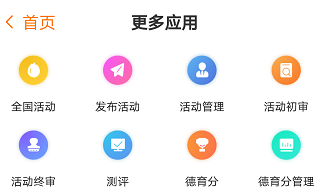 首页 更多应用
全国活动 发布活动 活动管理 活动初审
活动终审 测评 德育分 德育分管理